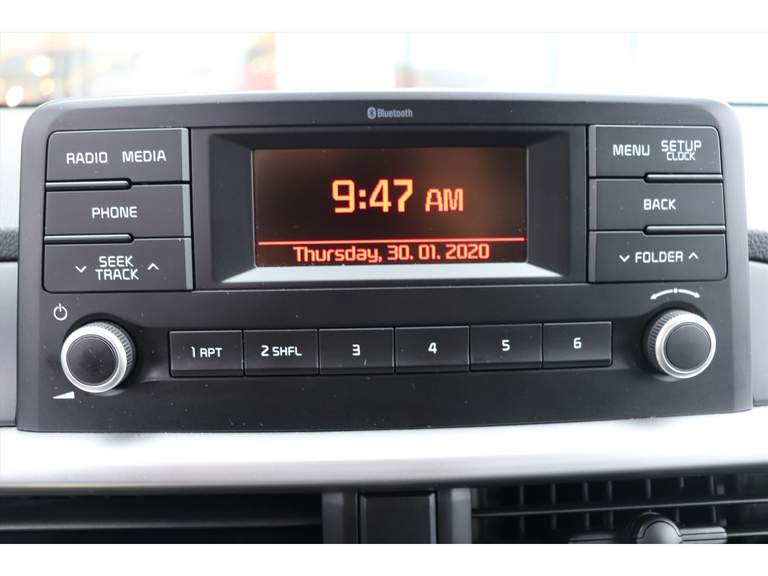 Bluetooth
RADIO MEDIA
PHONE
SEEK
TRACK
9:47 AM
Thursday, 30. 01. 2020
MENU SETUP
CLOCK
BACK
FOLDER
1 RPT 2 SHFL 3 4 5 6